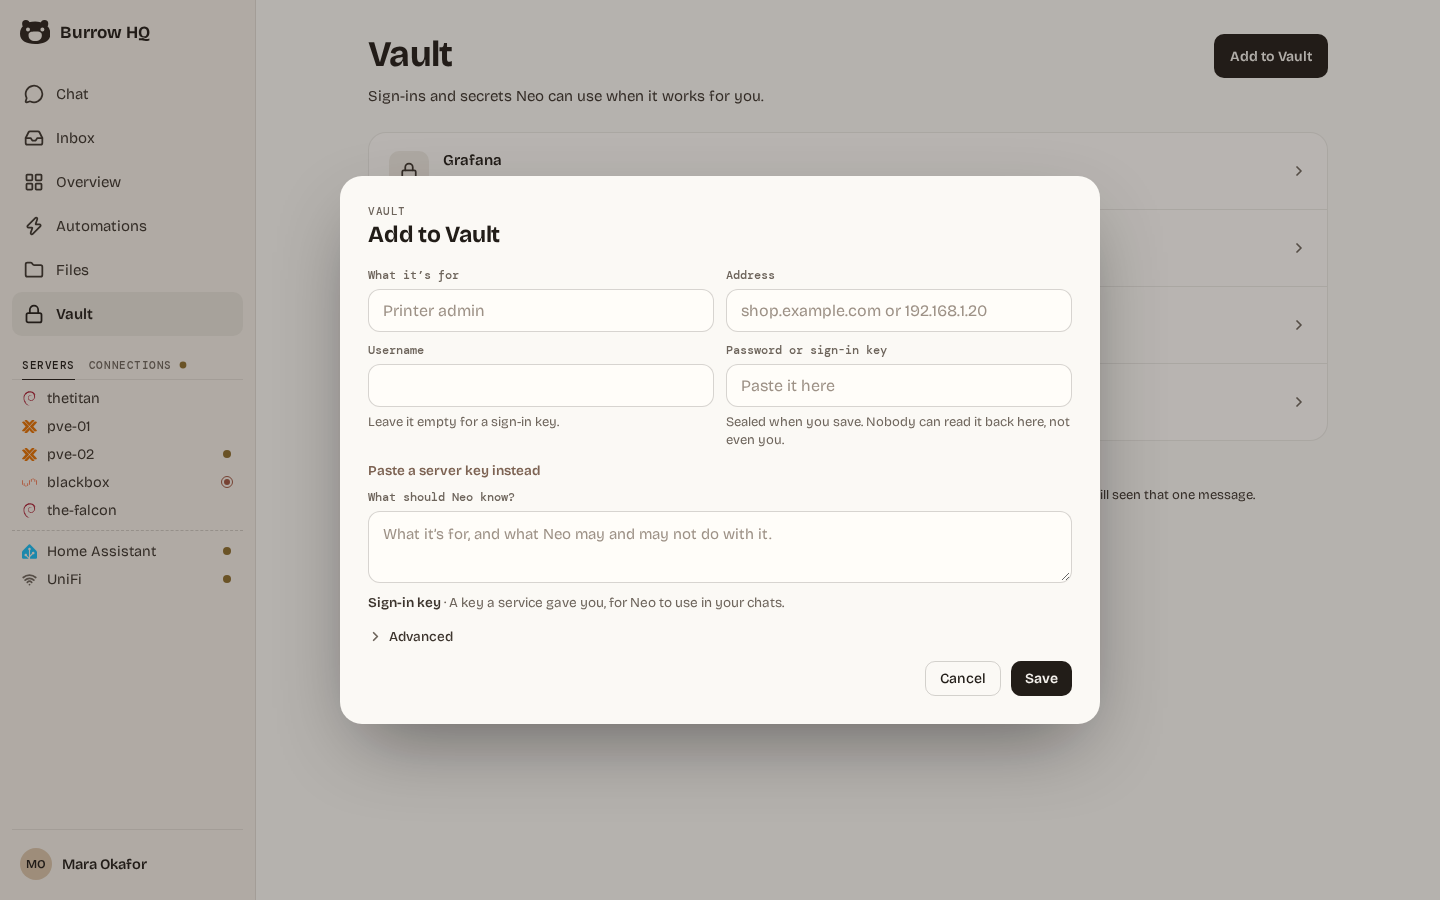 Burrow HQ
Chat
Inbox
Overview
Automations
Files
Vault
SERVERS CONNECTIONS
thetitan
pve-01
pve-02
blackbox
the-falcon
Home Assistant
UniFi
MO Mara Okafor
Vault
Add to Vault
Sign-ins and secrets Neo can use when it works for you.
Grafana
VAULT
Add to Vault
What it's for
Address
Printer admin
shop.example.com or 192.168.1.20
Username
Password or sign-in key
Paste it here
Leave it empty for a sign-in key.
Sealed when you save. Nobody can read it back here, not
even you.
Paste a server key instead
What should Neo know?
What it's for, and what Neo may and may not do with it.
Sign-in key · A key a service gave you, for Neo to use in your chats.
Advanced
Cancel
Save
seen that one message.